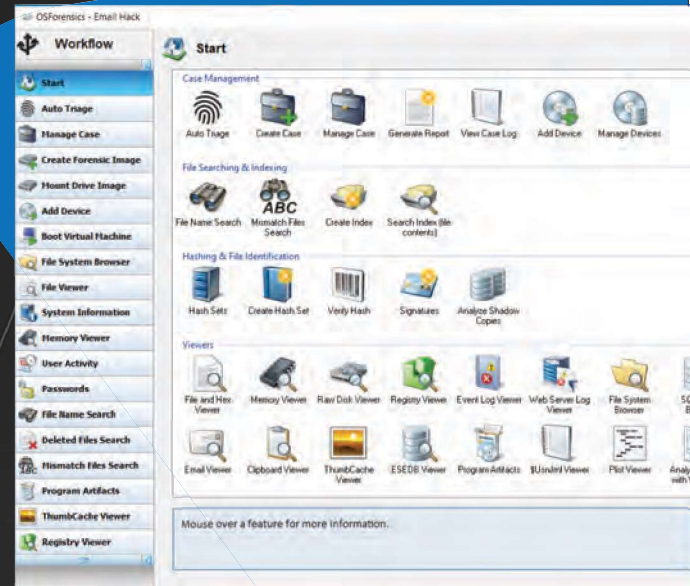 OSForensics - Email Hack
Workflow
Start
Auto Triage
Manage Case
Create Forensic Image
Mount Drive Image
Add Device
Boot Virtual Machine
File System Browser
File Viewer
System Information
Memory Viewer
User Activity
Passwords
File Name Search
Deleted Files Search
Mismatch Files Search
Program Artifacts
ThumbCache Viewer
Registry Viewer
Start
Case Management
Auto Triage Create Case Manage Case Generate Report View Case Log Add Device Manage Devices
File Searching & Indexing
ABC
File Name Search Mismatch Files Search Create Index Search Index (file contents)
Hashing & File Identification
Hash Sets Create Hash Set Verify Hash Signatures Analyze Shadow Copies
Viewers
File and Hex Viewer Memory Viewer Raw Disk Viewer Registry Viewer Event Log Viewer Web Server Log Viewer File System Browser
Email Viewer Clipboard Viewer ThumbCache Viewer ESEDB Viewer Program Artifacts $UsnJrnl Viewer Plist Viewer
Mouse over a feature for more information.